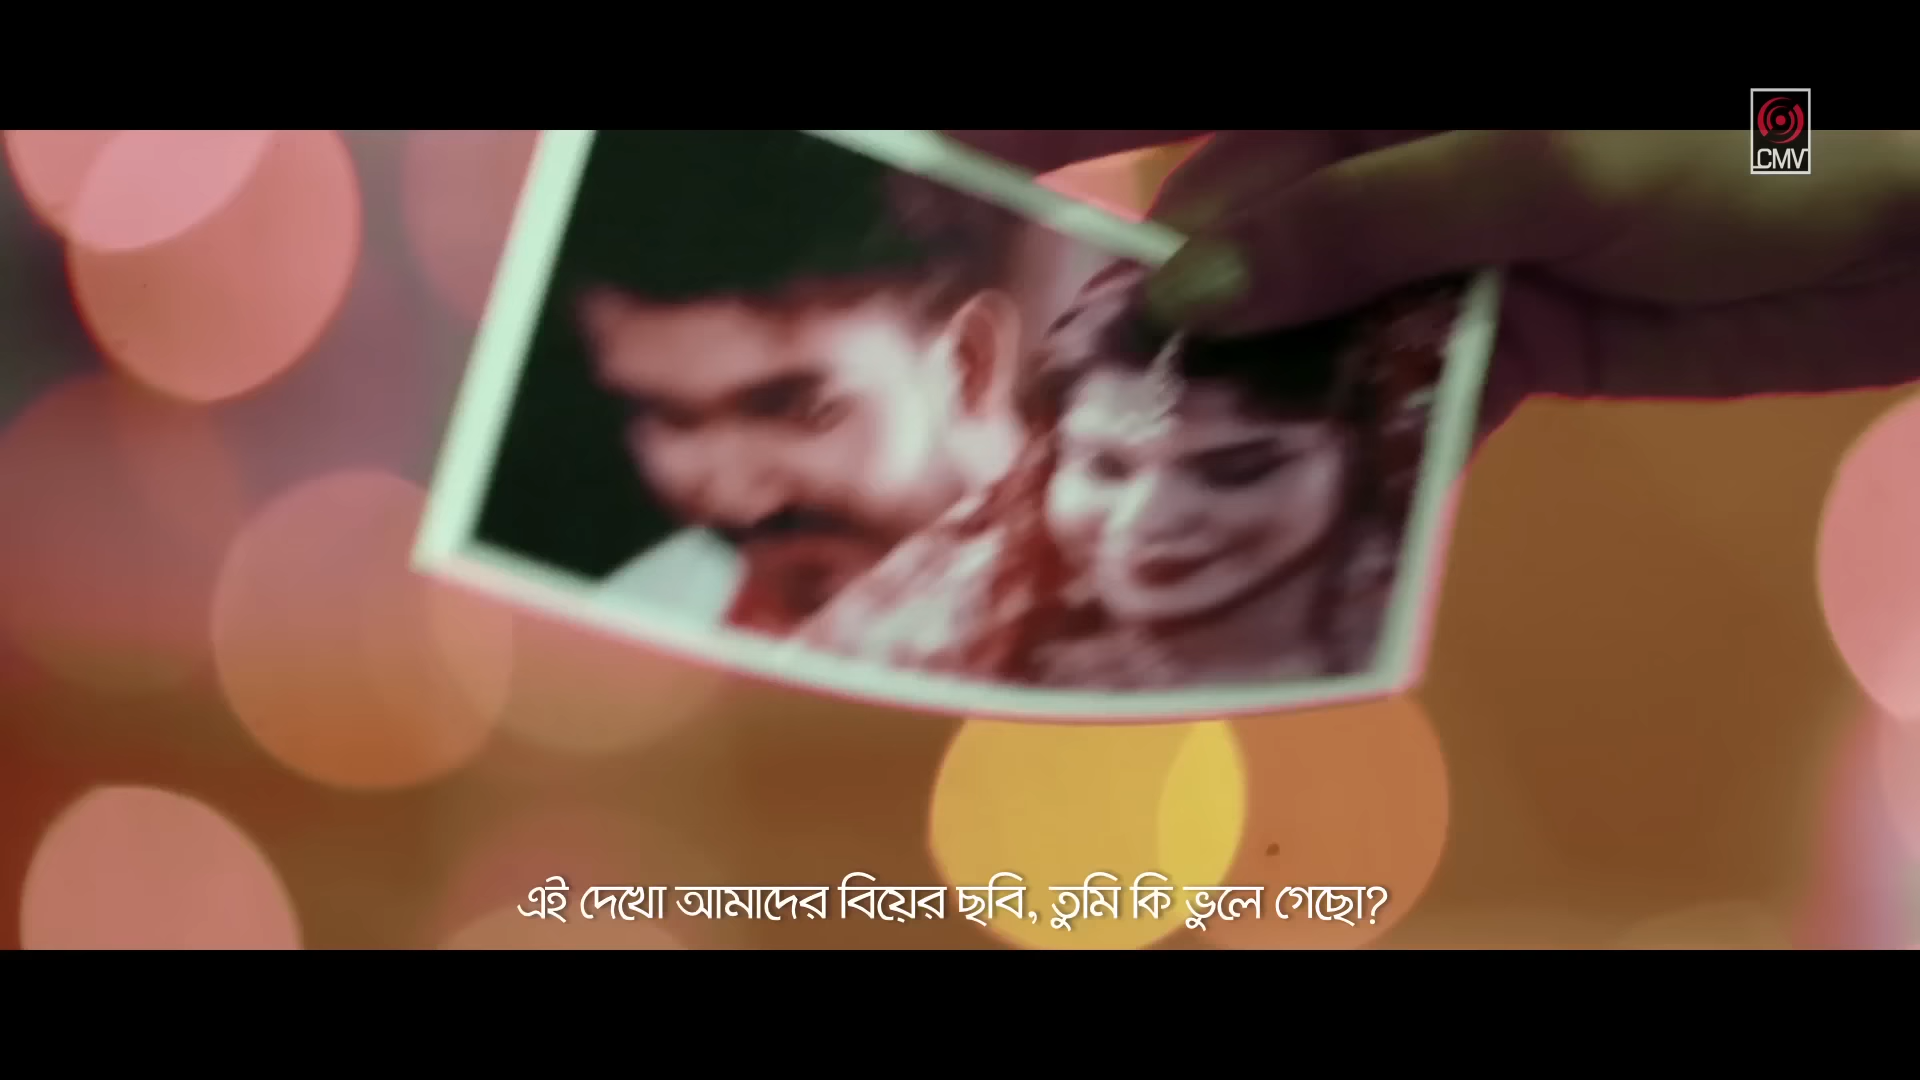 CMV
এই দেখো আমাদের বিয়ের ছবি, তুমি কি ভুলে গেছো?